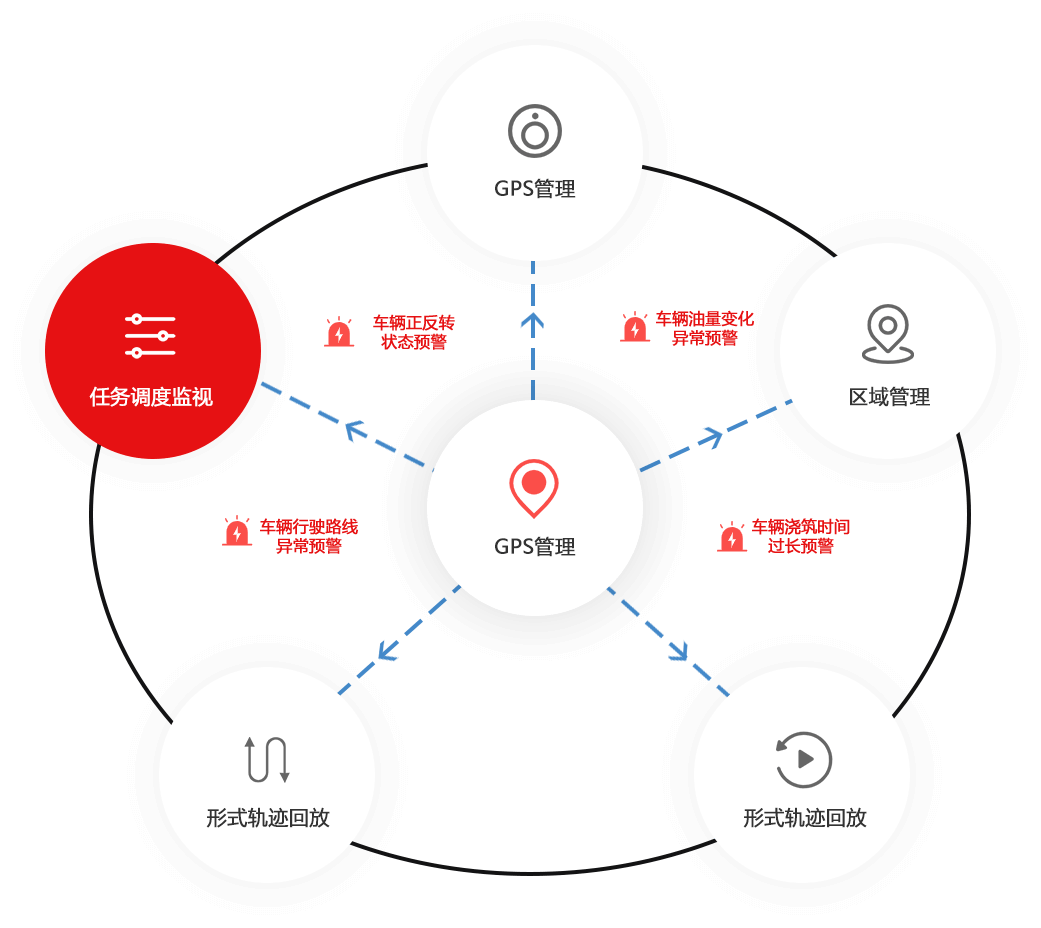 GPS管理
车辆正反转
状态预警
车辆油量变化
异常预警
任务调度监视
区域管理
车辆行驶路线
异常预警
GPS管理
车辆浇筑时间
过长预警
形式轨迹回放
形式轨迹回放